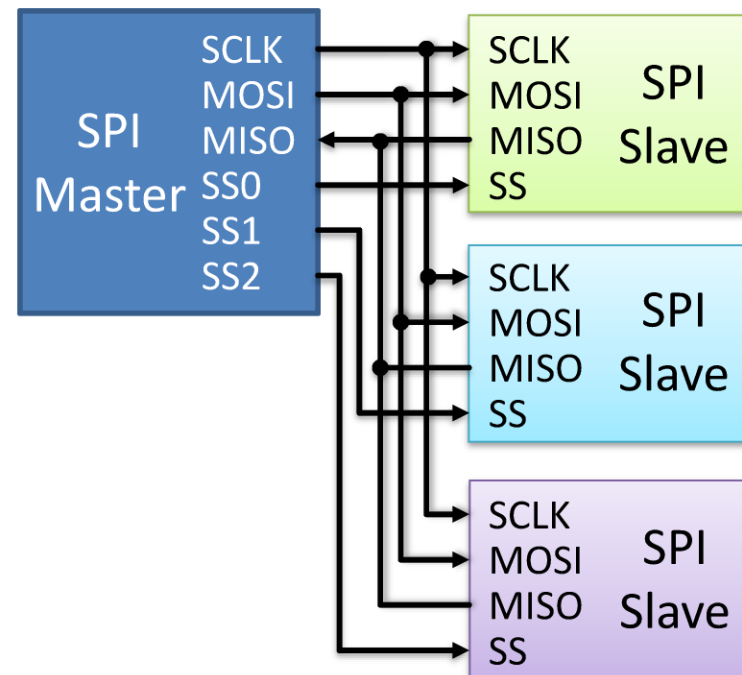 SPI
Master
SCLK
MOSI
MISO
SS0
SS1
SS2
SCLK
MOSI
MISO
SS
SPI
Slave
SCLK
MOSI
MISO
SS
SPI
Slave
SCLK
MOSI
MISO
SS
SPI
Slave